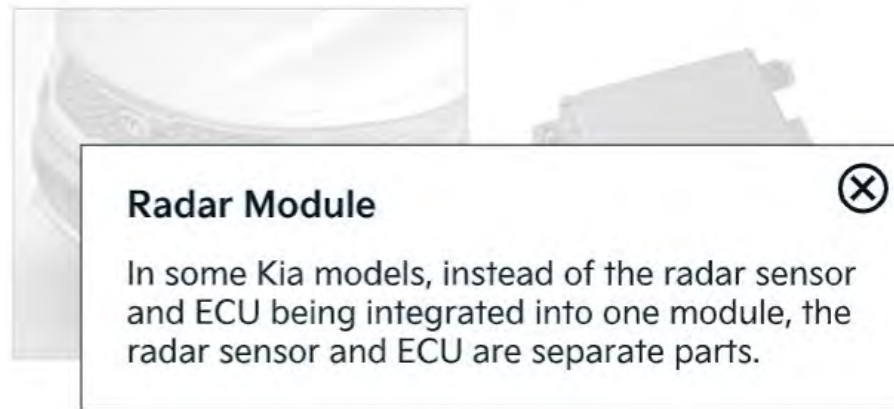 Radar Module
In some Kia models, instead of the radar sensor
and ECU being integrated into one module, the
radar sensor and ECU are separate parts.